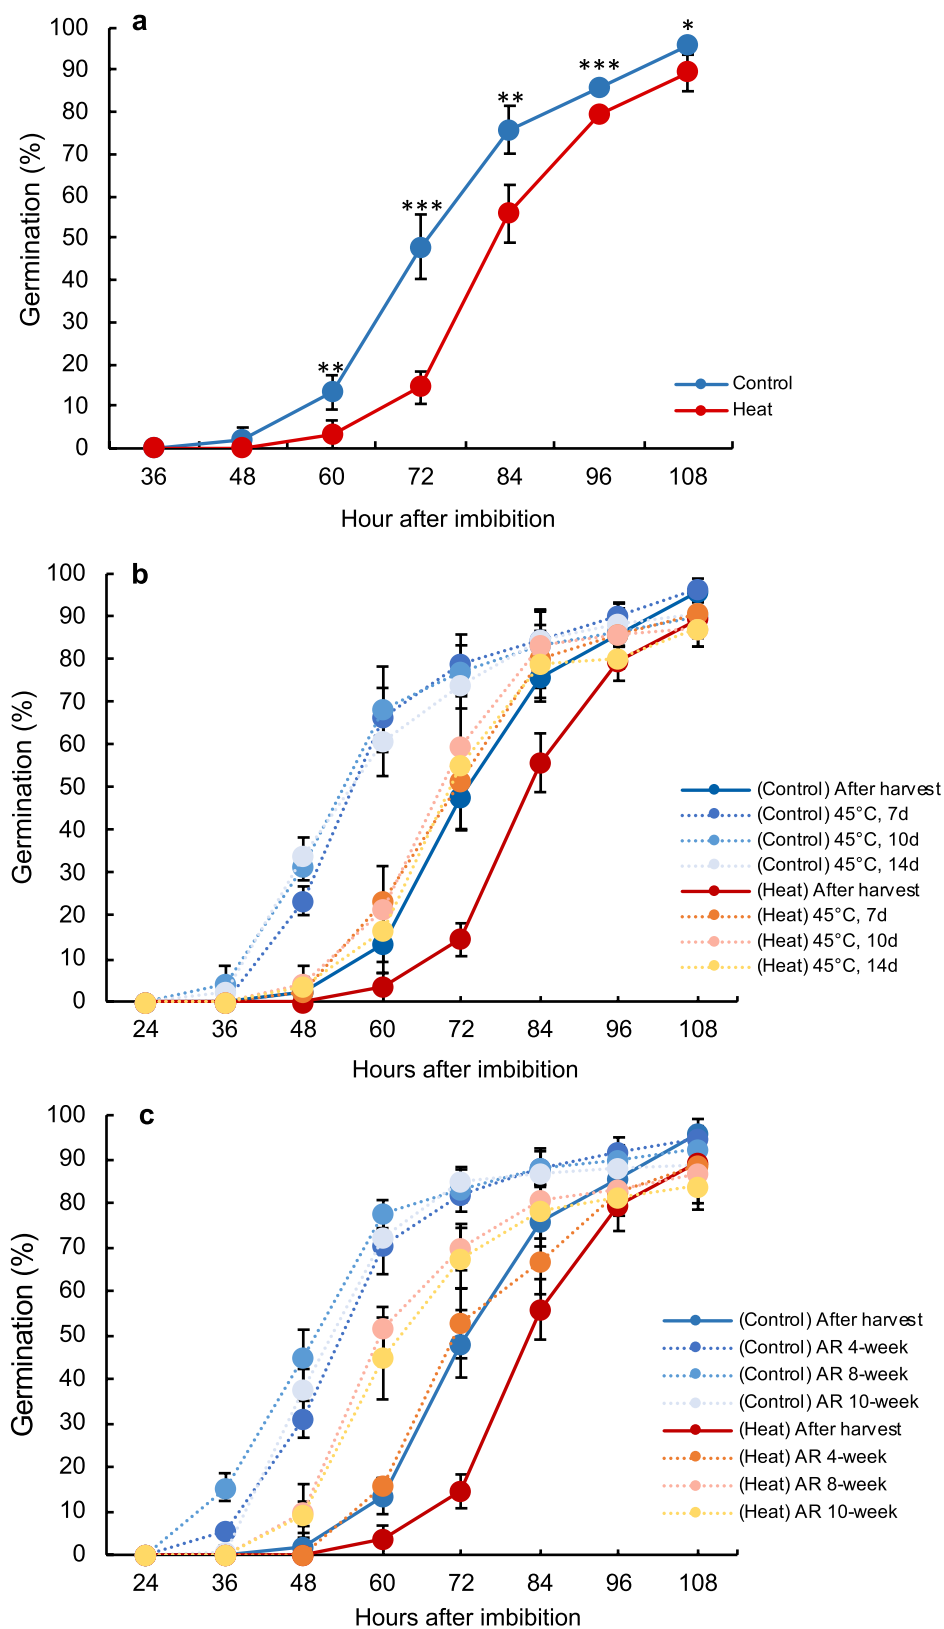 a
100
90
80
70
60
50
40
30
20
10
0
Germination (%)
*
***
**
***
**
Control
Heat
36 48 60 72 84 96 108
Hour after imbibition
b
100
90
80
70
60
50
40
30
20
10
0
Germination (%)
(Control) After harvest
(Control) 45°C, 7d
(Control) 45°C, 10d
(Control) 45°C, 14d
(Heat) After harvest
(Heat) 45°C, 7d
(Heat) 45°C, 10d
(Heat) 45°C, 14d
24 36 48 60 72 84 96 108
Hours after imbibition
c
100
90
80
70
60
50
40
30
20
10
0
Germination (%)
(Control) After harvest
(Control) AR 4-week
(Control) AR 8-week
(Control) AR 10-week
(Heat) After harvest
(Heat) AR 4-week
(Heat) AR 8-week
(Heat) AR 10-week
24 36 48 60 72 84 96 108
Hours after imbibition